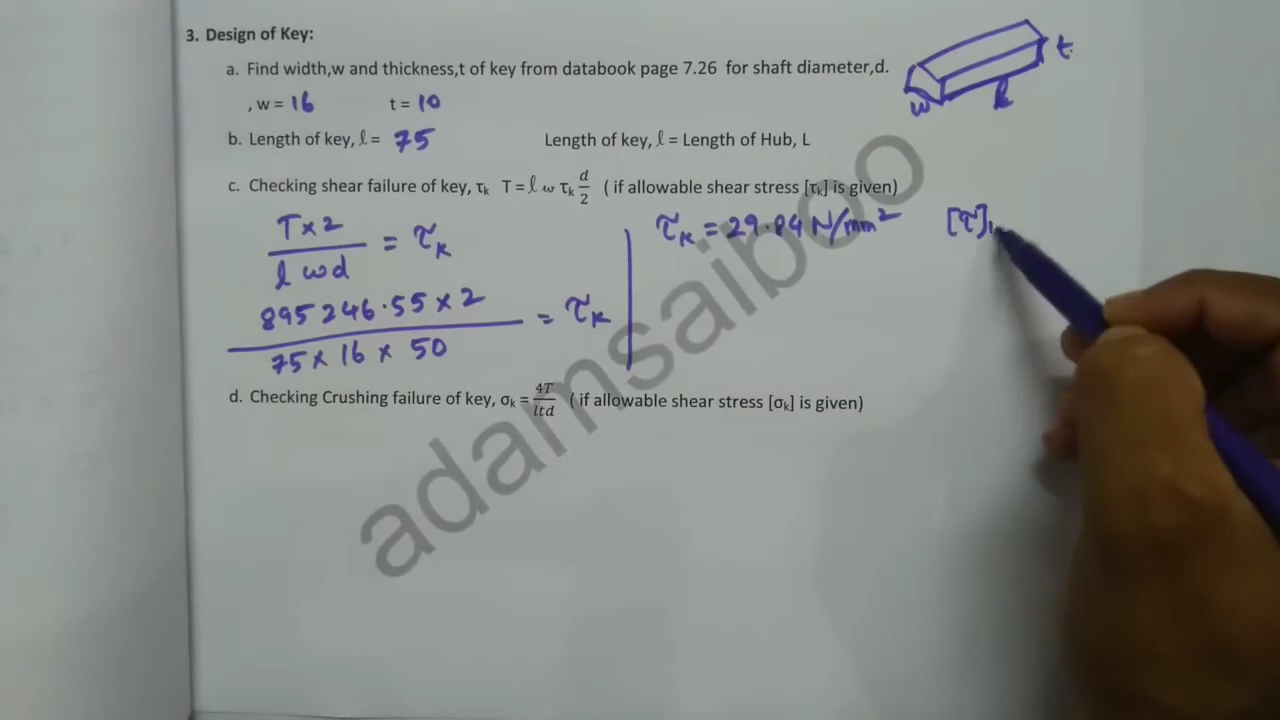 3. Design of Key:
a. Find width,w and thickness,t of key from databook page 7.26 for shaft diameter,d.
, w = 16 t = 10
b. Length of key, ℓ = 75 Length of key, ℓ = Length of Hub, L
c. Checking shear failure of key, τk T = ℓ w τk d/2 ( if allowable shear stress [τk] is given)
T×2 / l wd = τk
895246.55×2 / 75× 16 × 50 = τk
τk = 29.84 N/mm²
[τ]
d. Checking Crushing failure of key, σk = 4T/ltd ( if allowable shear stress [σk] is given)
w
l
t
adamsaiboo